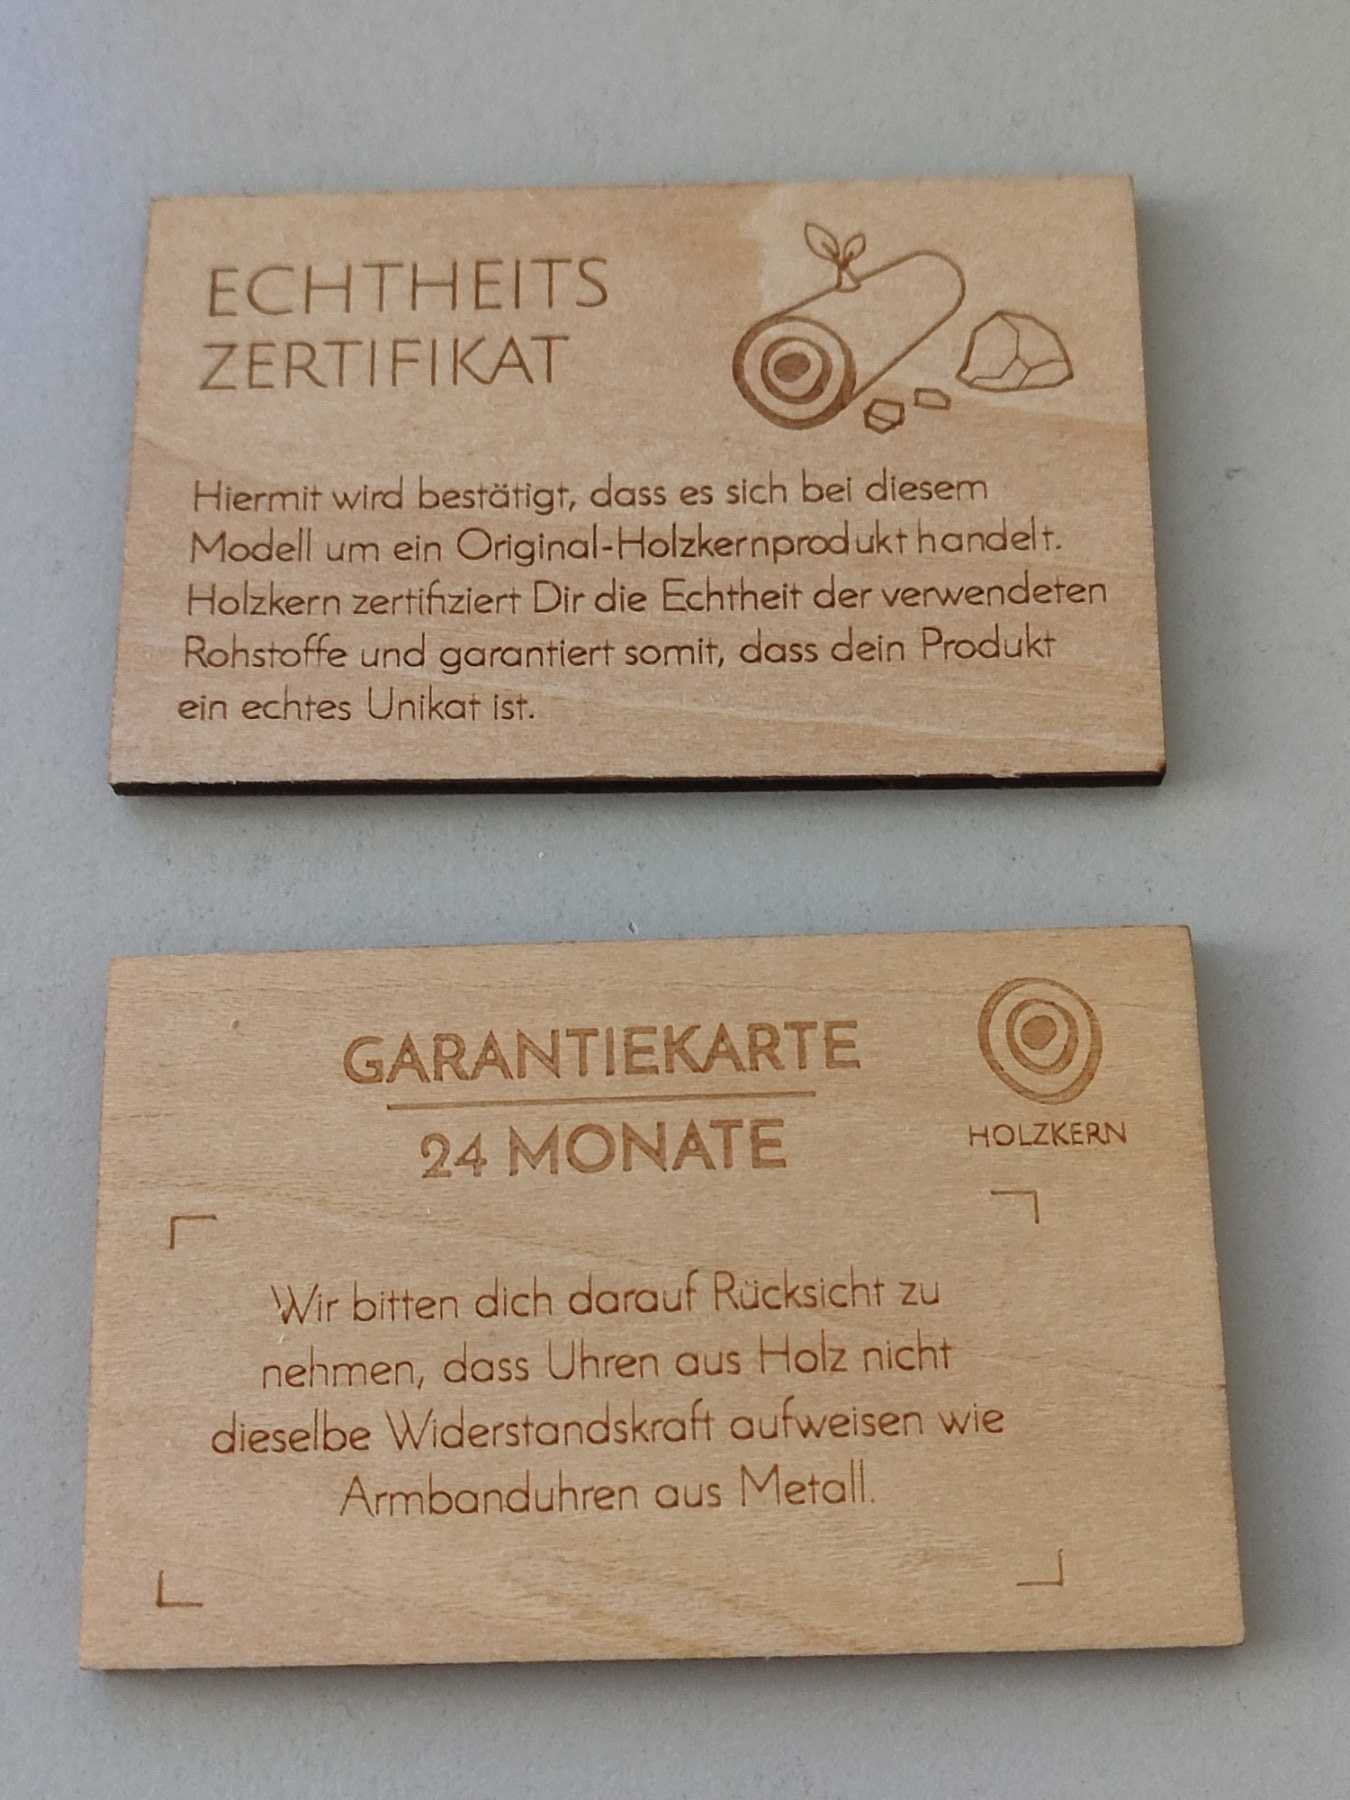 ECHTHEITS
ZERTIFIKAT
Hiermit wird bestätigt, dass es sich bei diesem
Modell um ein Original-Holzkernprodukt handelt.
Holzkern zertifiziert Dir die Echtheit der verwendeten
Rohstoffe und garantiert somit, dass dein Produkt
ein echtes Unikat ist.
GARANTIEKARTE
24 MONATE
HOLZKERN
Wir bitten dich darauf Rücksicht zu
nehmen, dass Uhren aus Holz nicht
dieselbe Widerstandskraft aufweisen wie
Armbanduhren aus Metall.